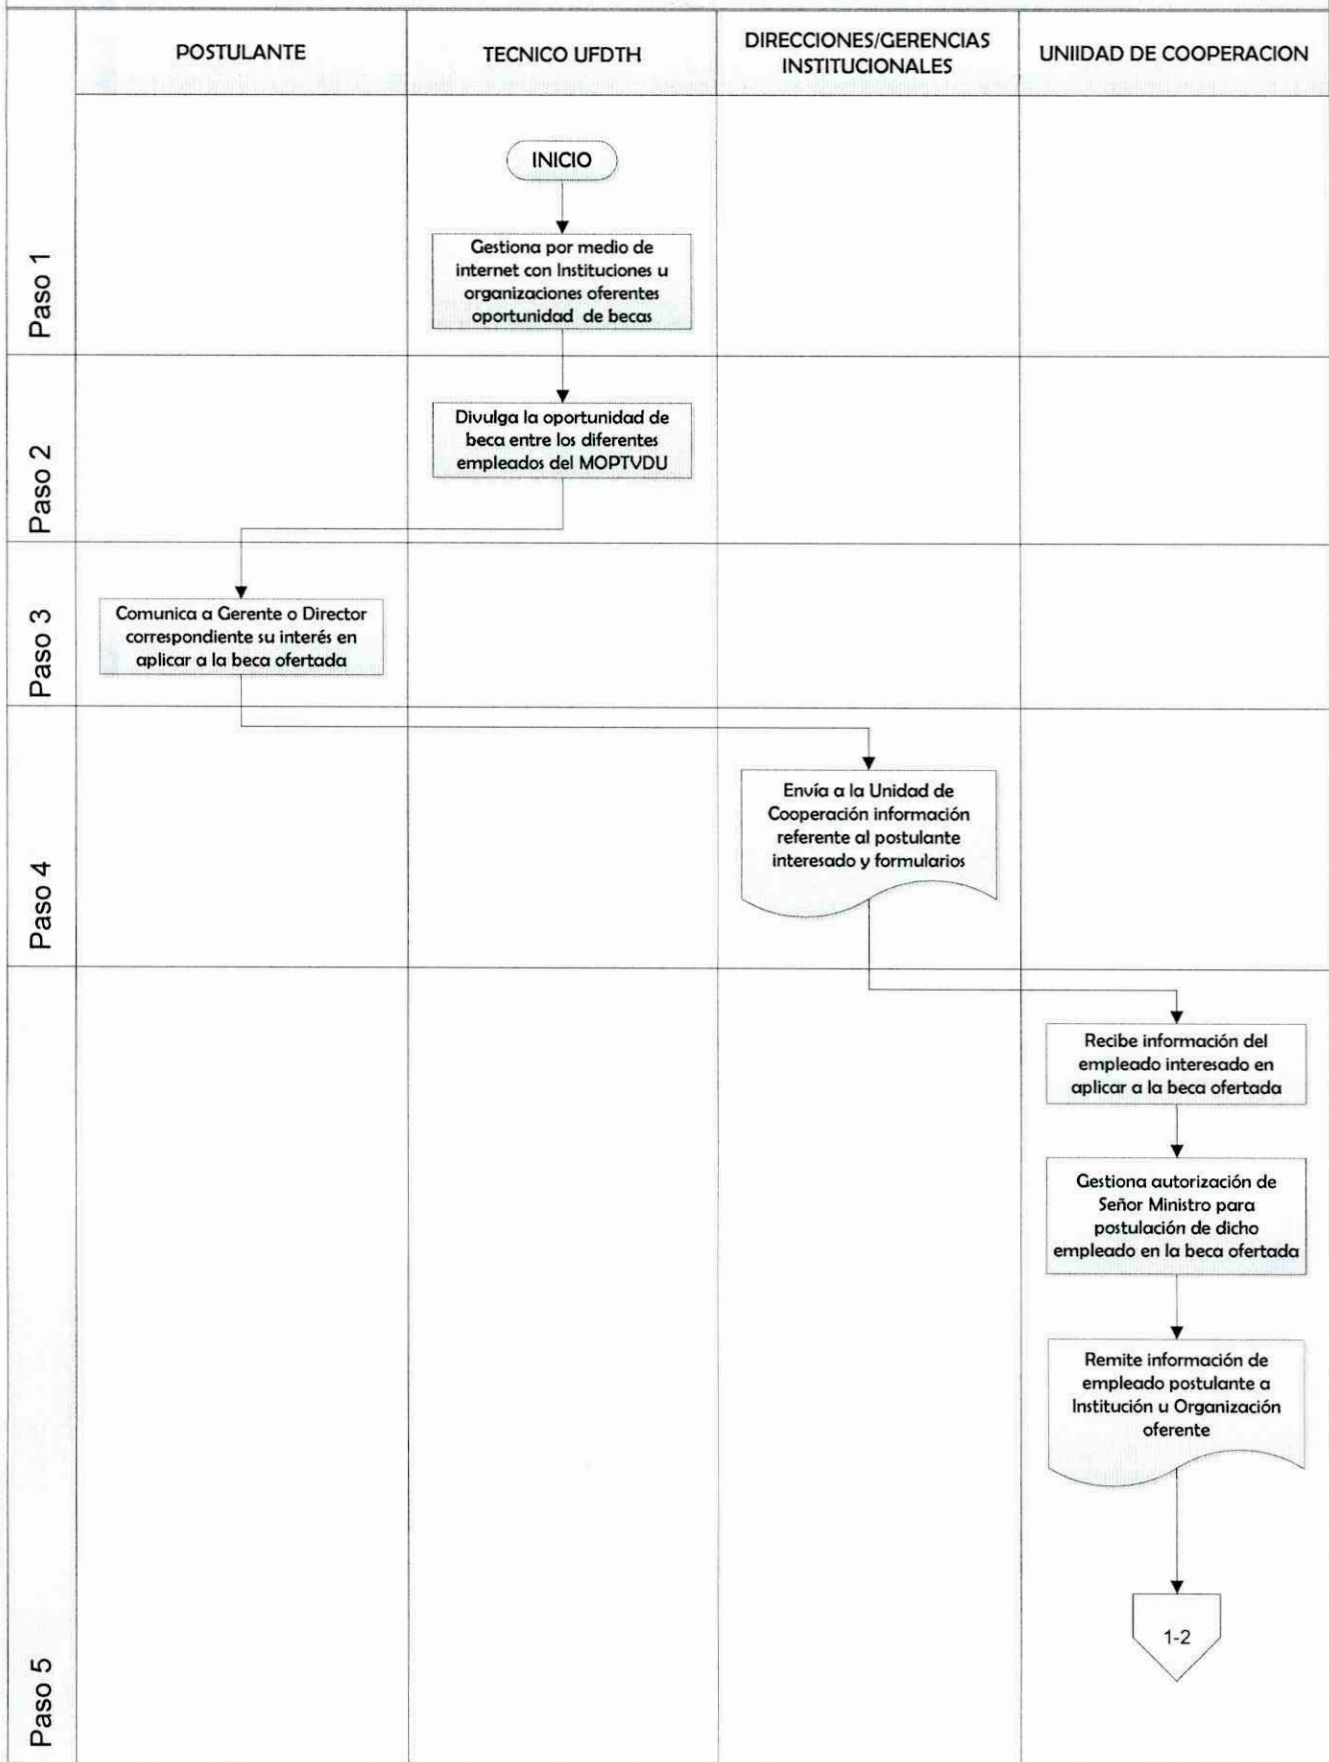 POSTULANTE
TECNICO UFDTH
DIRECCIONES/GERENCIAS
INSTITUCIONALES
UNIIDAD DE COOPERACION
Paso 1
INICIO
Gestiona por medio de
internet con Instituciones u
organizaciones oferentes
oportunidad de becas
Paso 2
Divulga la oportunidad de
beca entre los diferentes
empleados del MOPTVDU
Paso 3
Comunica a Gerente o Director
correspondiente su interés en
aplicar a la beca ofertada
Paso 4
Envía a la Unidad de
Cooperación información
referente al postulante
interesado y formularios
Paso 5
Recibe información del
empleado interesado en
aplicar a la beca ofertada
Gestiona autorización de
Señor Ministro para
postulación de dicho
empleado en la beca ofertada
Remite información de
empleado postulante a
Institución u Organización
oferente
1-2